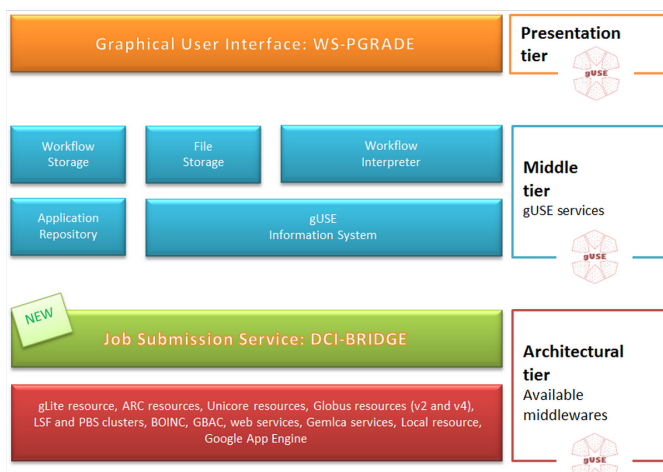 Graphical User Interface: WS-PGRADE
Presentation
tier
gUSE
Workflow
Storage
File
Storage
Workflow
Interpreter
Application
Repository
gUSE
Information System
Middle
tier
gUSE services
gUSE
NEW
Job Submission Service: DCI-BRIDGE
gLite resource, ARC resources, Unicore resources, Globus resources (v2 and v4),
LSF and PBS clusters, BOINC, GBAC, web services, Gemlca services, Local resource,
Google App Engine
Architectural
tier
Available
middlewares
gUSE